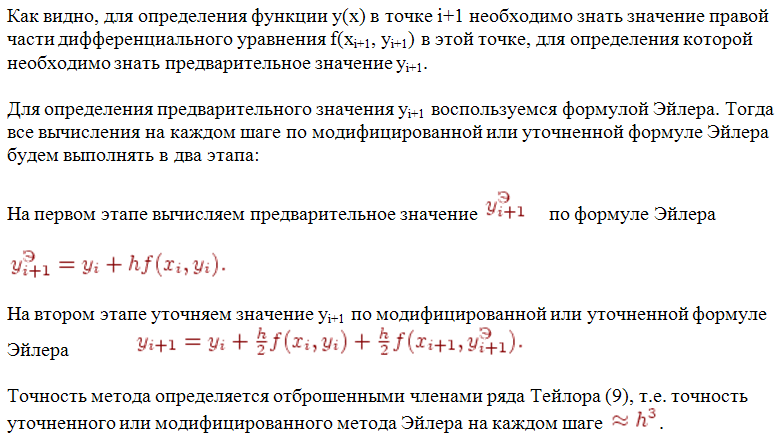 Как видно, для определения функции y(x) в точке i+1 необходимо знать значение правой
части дифференциального уравнения f(xᵢ₊₁, yᵢ₊₁) в этой точке, для определения которой
необходимо знать предварительное значение yᵢ₊₁.
Для определения предварительного значения yᵢ₊₁ воспользуемся формулой Эйлера. Тогда
все вычисления на каждом шаге по модифицированной или уточненной формуле Эйлера
будем выполнять в два этапа:
На первом этапе вычисляем предварительное значение $y_{i+1}^{Э}$ по формуле Эйлера
$y_{i+1}^{Э} = y_i + hf(x_i, y_i).$
На втором этапе уточняем значение yᵢ₊₁ по модифицированной или уточненной формуле
Эйлера $y_{i+1} = y_i + \frac{h}{2}f(x_i, y_i) + \frac{h}{2}f(x_{i+1}, y_{i+1}^{Э}).$
Точность метода определяется отброшенными членами ряда Тейлора (9), т.е. точность
уточненного или модифицированного метода Эйлера на каждом шаге $\approx h^3$.